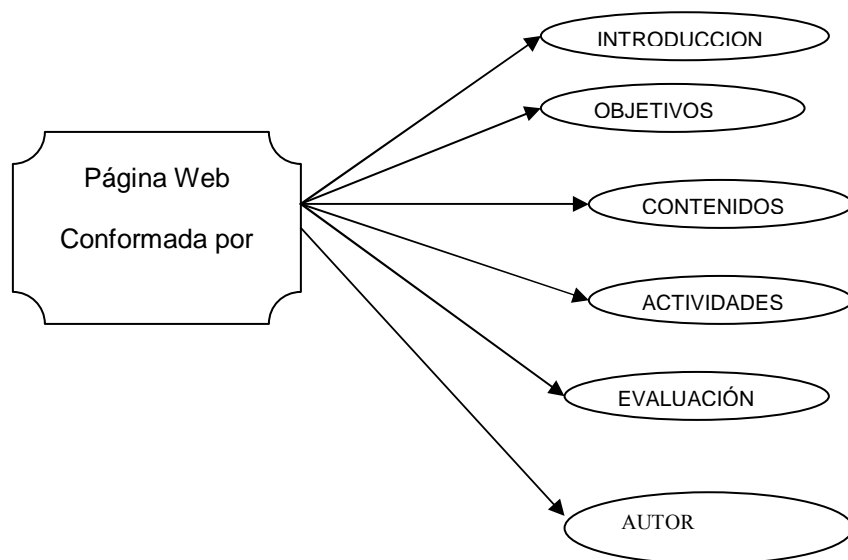 Página Web
Conformada por
INTRODUCCION
OBJETIVOS
CONTENIDOS
ACTIVIDADES
EVALUACIÓN
AUTOR